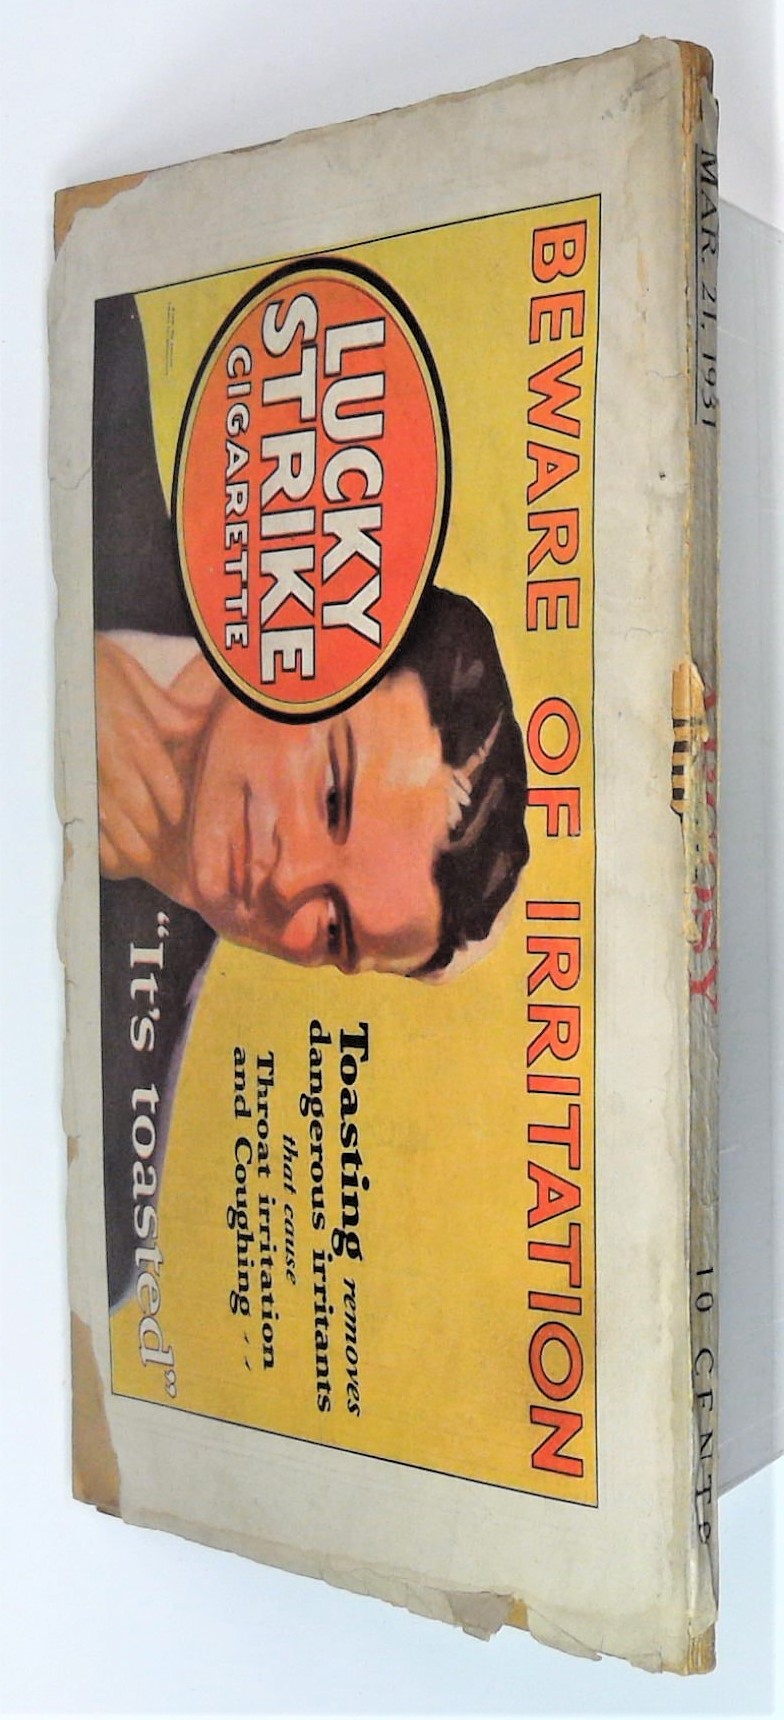 BEWARE OF IRRITATION
LUCKY
STRIKE
CIGARETTE
Toasting removes
dangerous irritants
that cause
Throat irritation
and Coughing . .
"It's toasted"
MAR. 21, 1931
10 CENTS